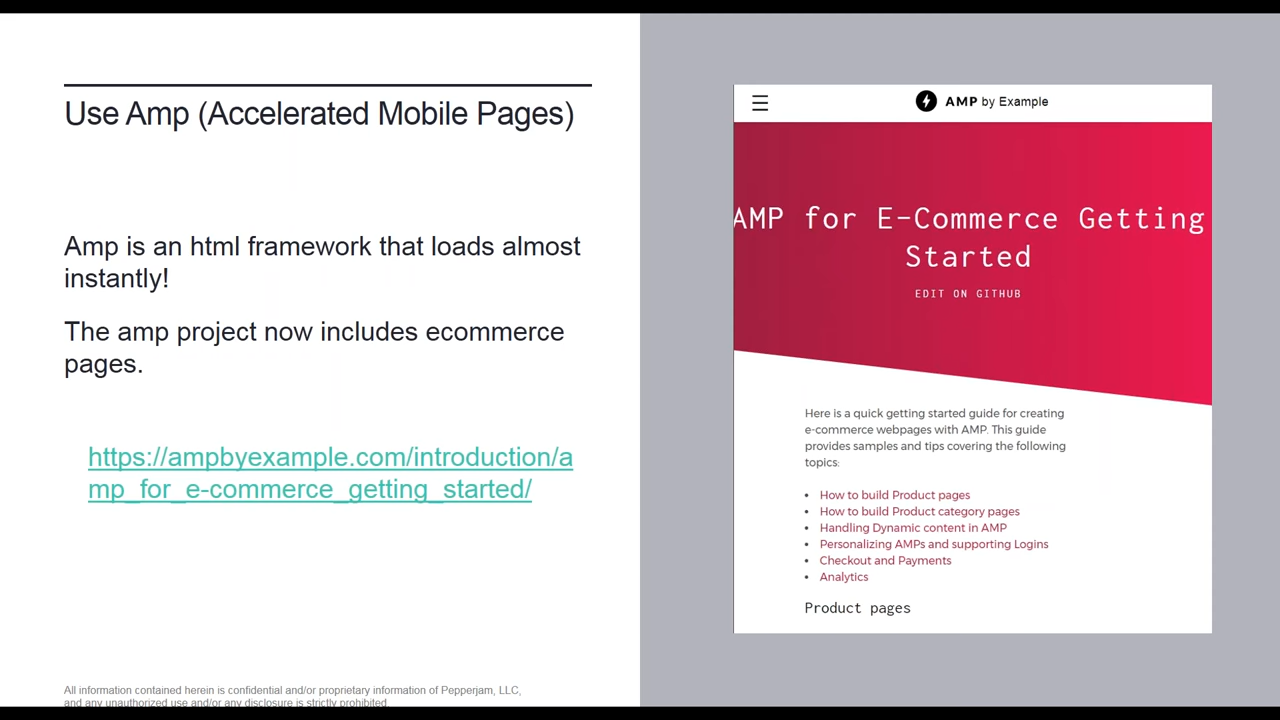 Use Amp (Accelerated Mobile Pages)
Amp is an html framework that loads almost
instantly!
The amp project now includes ecommerce
pages.
https://ampbyexample.com/introduction/a
mp_for_e-commerce_getting_started/
All information contained herein is confidential and/or proprietary information of Pepperjam, LLC,
and any unauthorized use and/or any disclosure is strictly prohibited.
AMP by Example
AMP for E-Commerce Getting
Started
EDIT ON GITHUB
Here is a quick getting started guide for creating
e-commerce webpages with AMP. This guide
provides samples and tips covering the following
topics:
• How to build Product pages
• How to build Product category pages
• Handling Dynamic content in AMP
• Personalizing AMPs and supporting Logins
• Checkout and Payments
• Analytics
Product pages